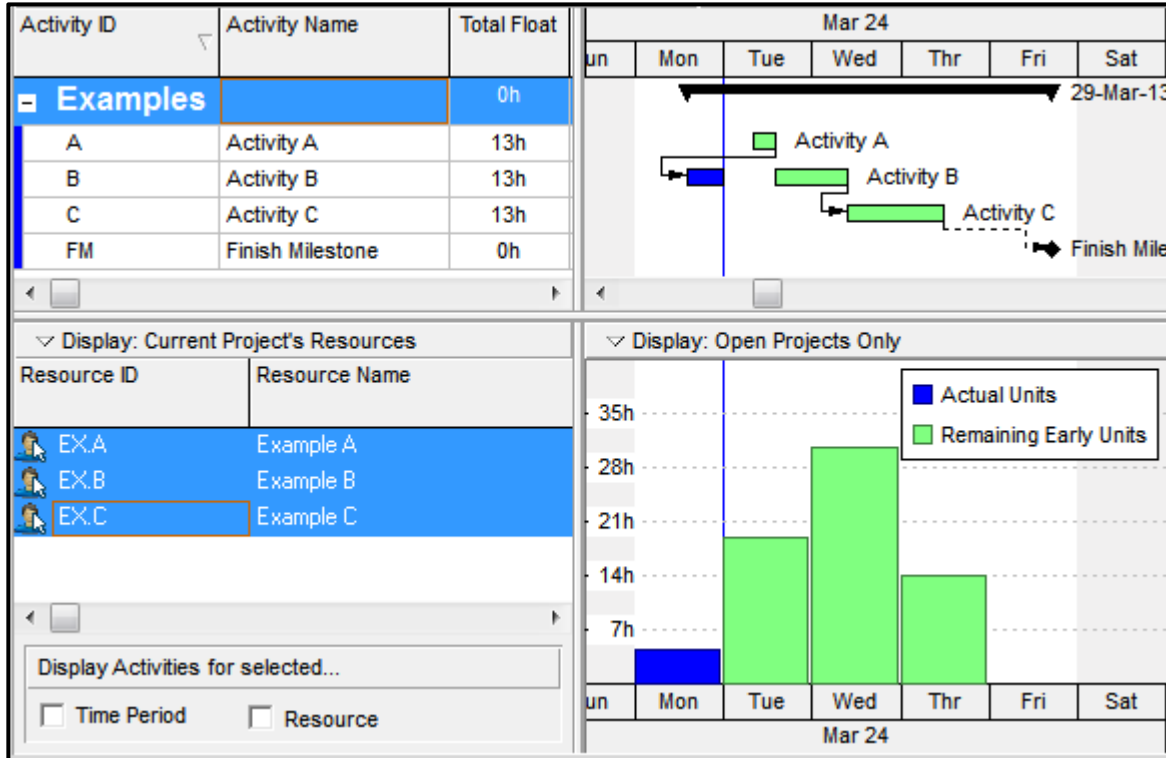 Activity ID Activity Name Total Float Mar 24
un Mon Tue Wed Thr Fri Sat
Examples 0h 29-Mar-13
A Activity A 13h Activity A
B Activity B 13h Activity B
C Activity C 13h Activity C
FM Finish Milestone 0h Finish Mile
Display: Current Project's Resources Display: Open Projects Only
Resource ID Resource Name
EX.A Example A
EX.B Example B
EX.C Example C
Display Activities for selected...
Time Period Resource
Actual Units
Remaining Early Units
35h
28h
21h
14h
7h
un Mon Tue Wed Thr Fri Sat
Mar 24